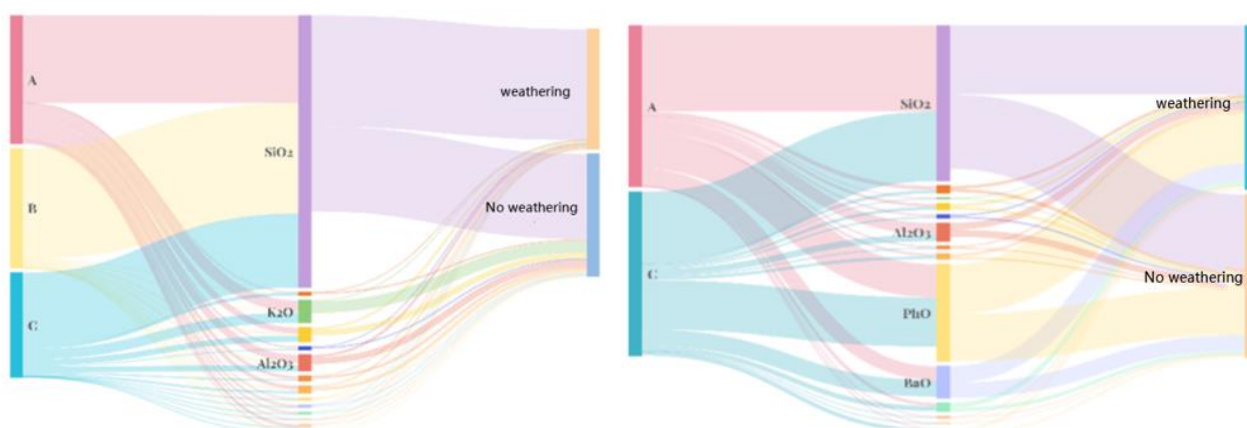 A
B
C
SiO2
K2O
Al2O3
weathering
No weathering
A
C
SiO2
Al2O3
PbO
BaO
weathering
No weathering